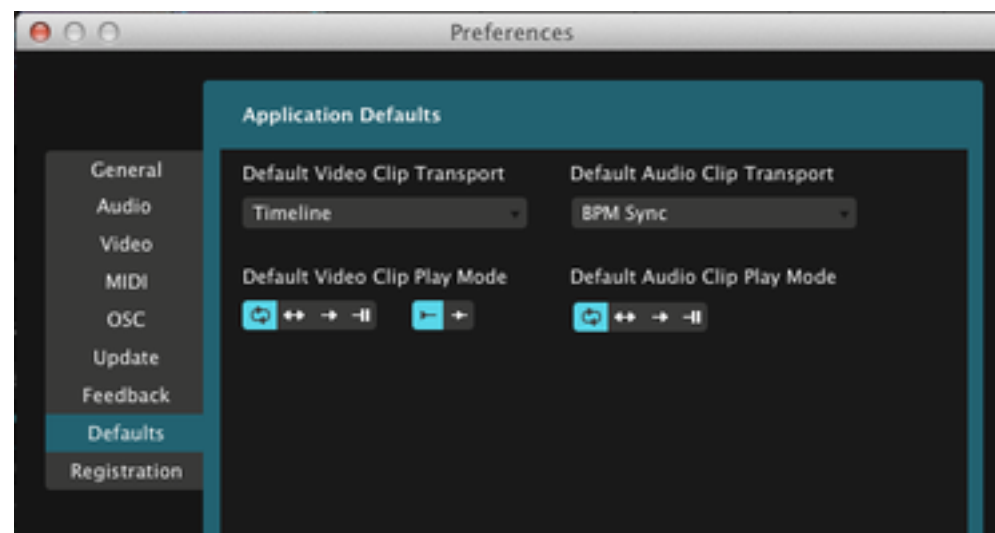 Preferences
Application Defaults
General
Audio
Video
MIDI
OSC
Update
Feedback
Defaults
Registration
Default Video Clip Transport
Timeline
Default Audio Clip Transport
BPM Sync
Default Video Clip Play Mode
Default Audio Clip Play Mode